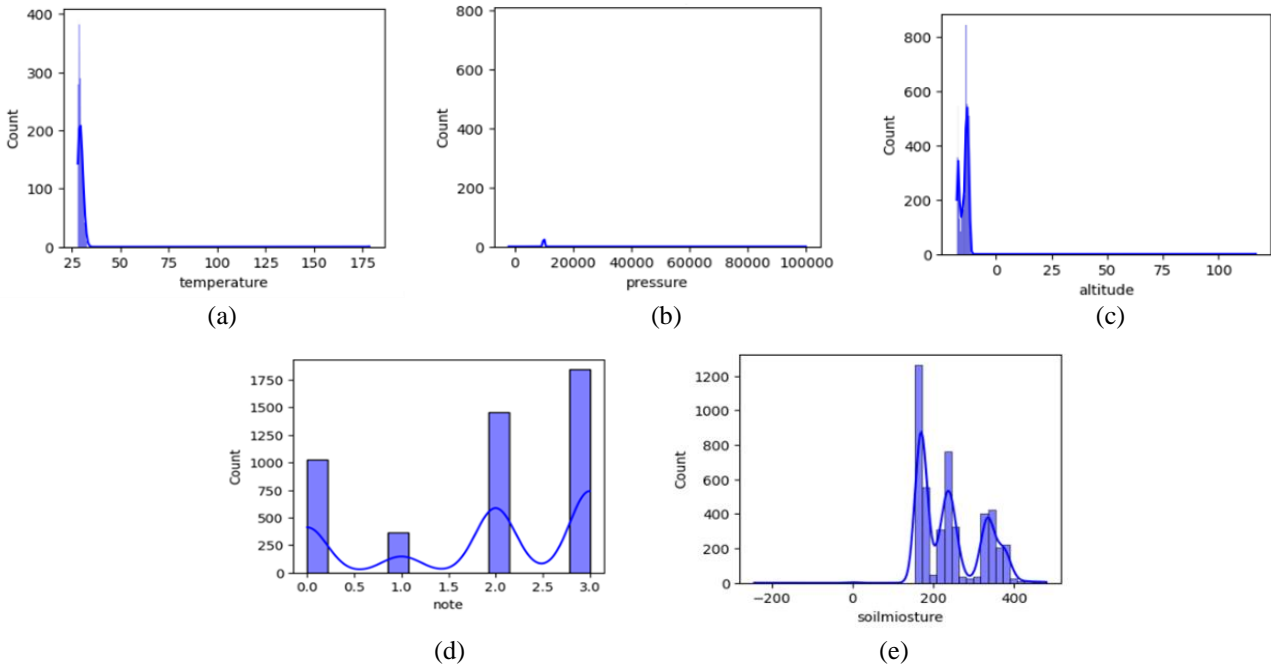 400
300
200
100
0
Count
25 50 75 100 125 150 175
temperature
(a)
800
600
400
200
0
Count
0 20000 40000 60000 80000 100000
pressure
(b)
800
600
400
200
0
Count
0 25 50 75 100
altitude
(c)
1750
1500
1250
1000
750
500
250
0
Count
0.0 0.5 1.0 1.5 2.0 2.5 3.0
note
(d)
1200
1000
800
600
400
200
0
Count
−200 0 200 400
soilmiosture
(e)